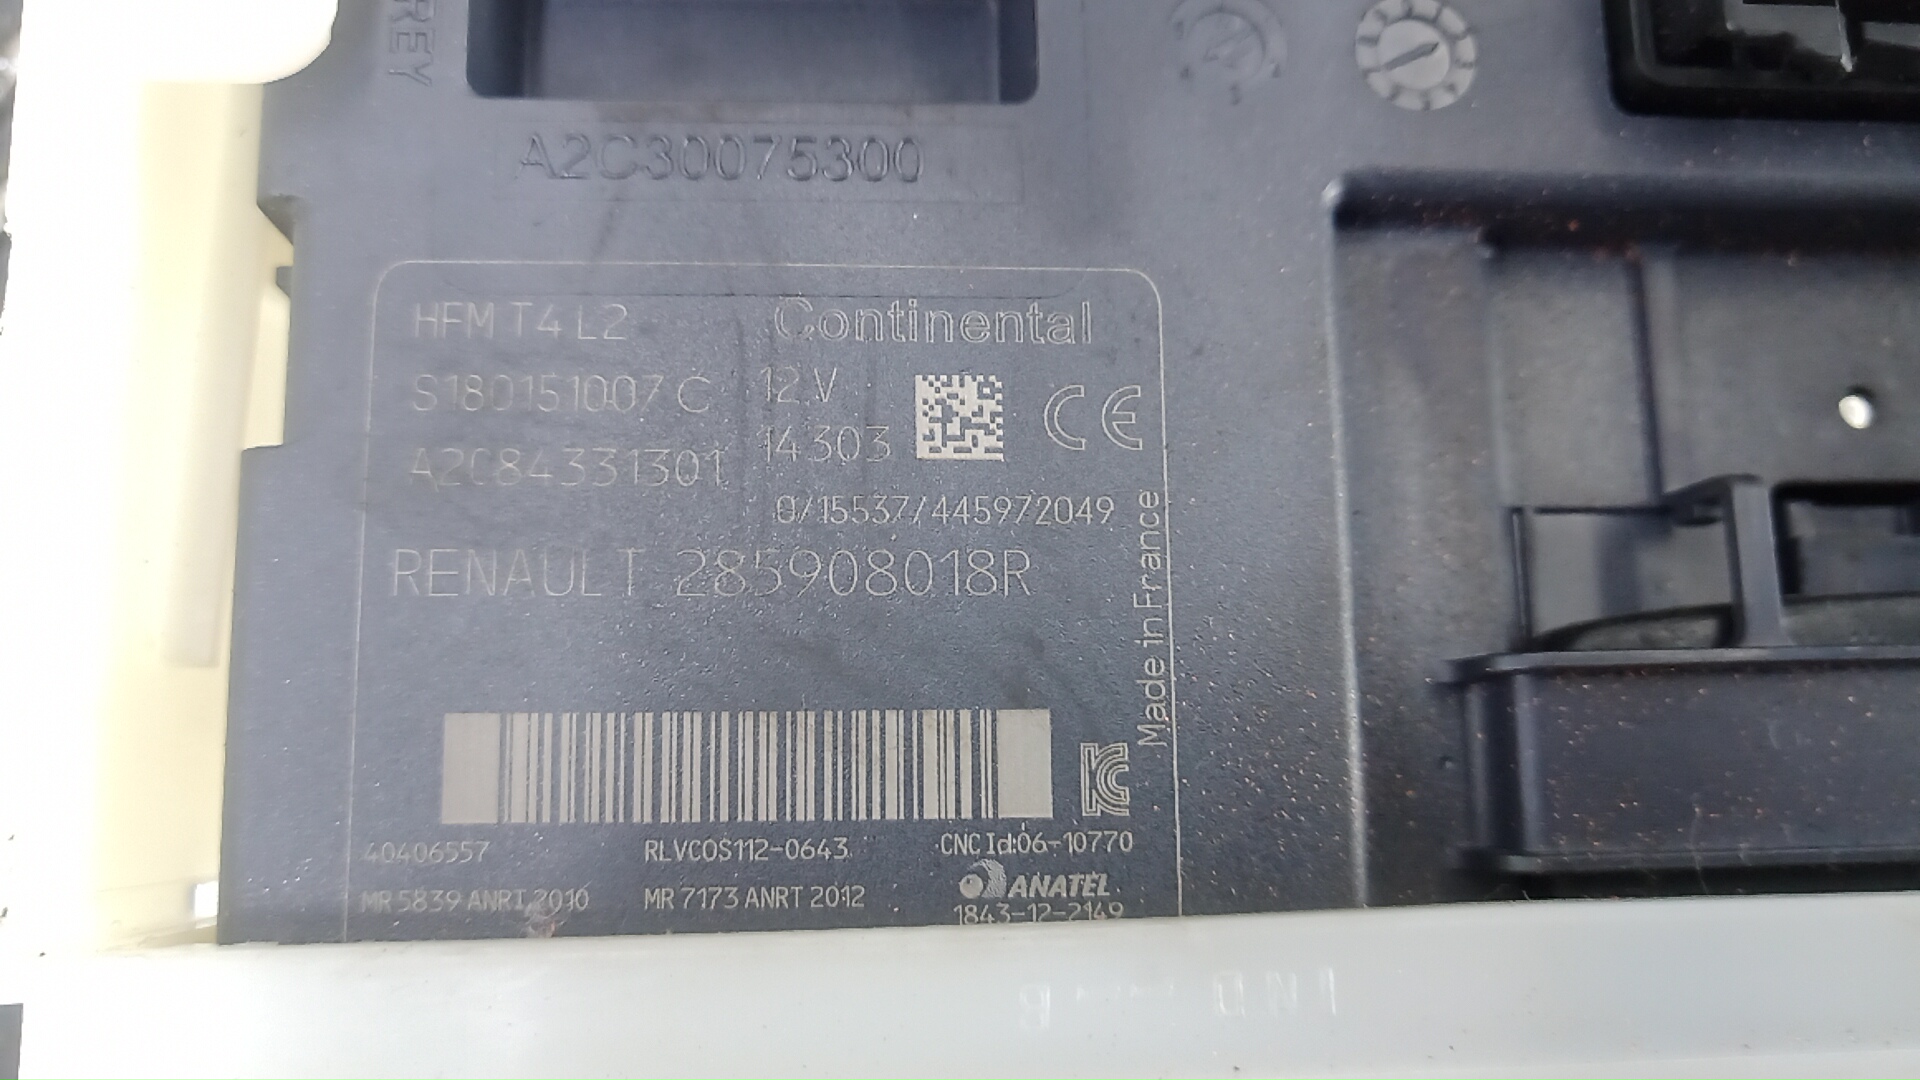 REY
A2C30075300
HFM T4 L2 Continental
S180151007 C 12 V
14303
A2C84331301
0/15537/445972049
RENAULT 285908018R
Made in France
40406557 RLVCOS112-0643 CNC Id:06-10770
MR 5839 ANRT 2010 MR 7173 ANRT 2012 ANATEL
1843-12-2149